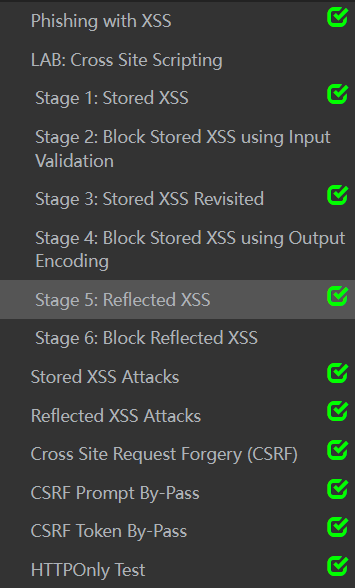 Phishing with XSS
LAB: Cross Site Scripting
Stage 1: Stored XSS
Stage 2: Block Stored XSS using Input
Validation
Stage 3: Stored XSS Revisited
Stage 4: Block Stored XSS using Output
Encoding
Stage 5: Reflected XSS
Stage 6: Block Reflected XSS
Stored XSS Attacks
Reflected XSS Attacks
Cross Site Request Forgery (CSRF)
CSRF Prompt By-Pass
CSRF Token By-Pass
HTTPOnly Test